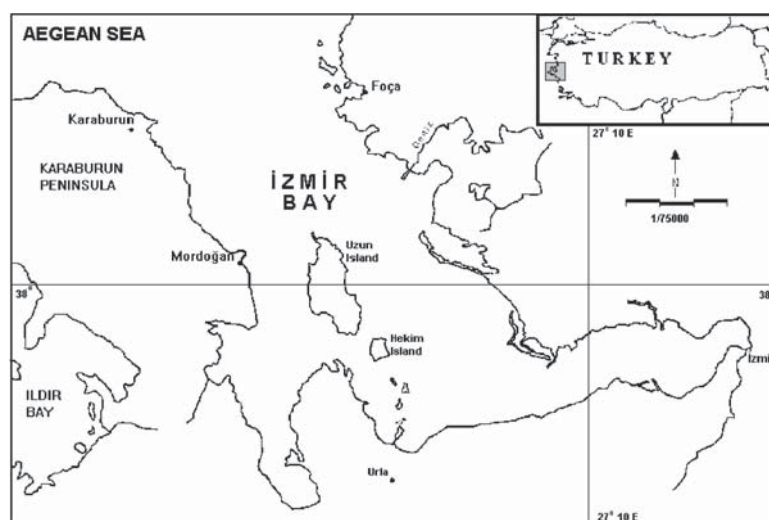 AEGEAN SEA
TURKEY
Foça
27° 10 E
Karaburun
KARABURUN
PENINSULA
İZMİR
BAY
N
1/75000
Uzun
Island
Mordoğan
38°
38
Hekim
Island
İzmi
ILDIR
BAY
Urla
27° 10 E